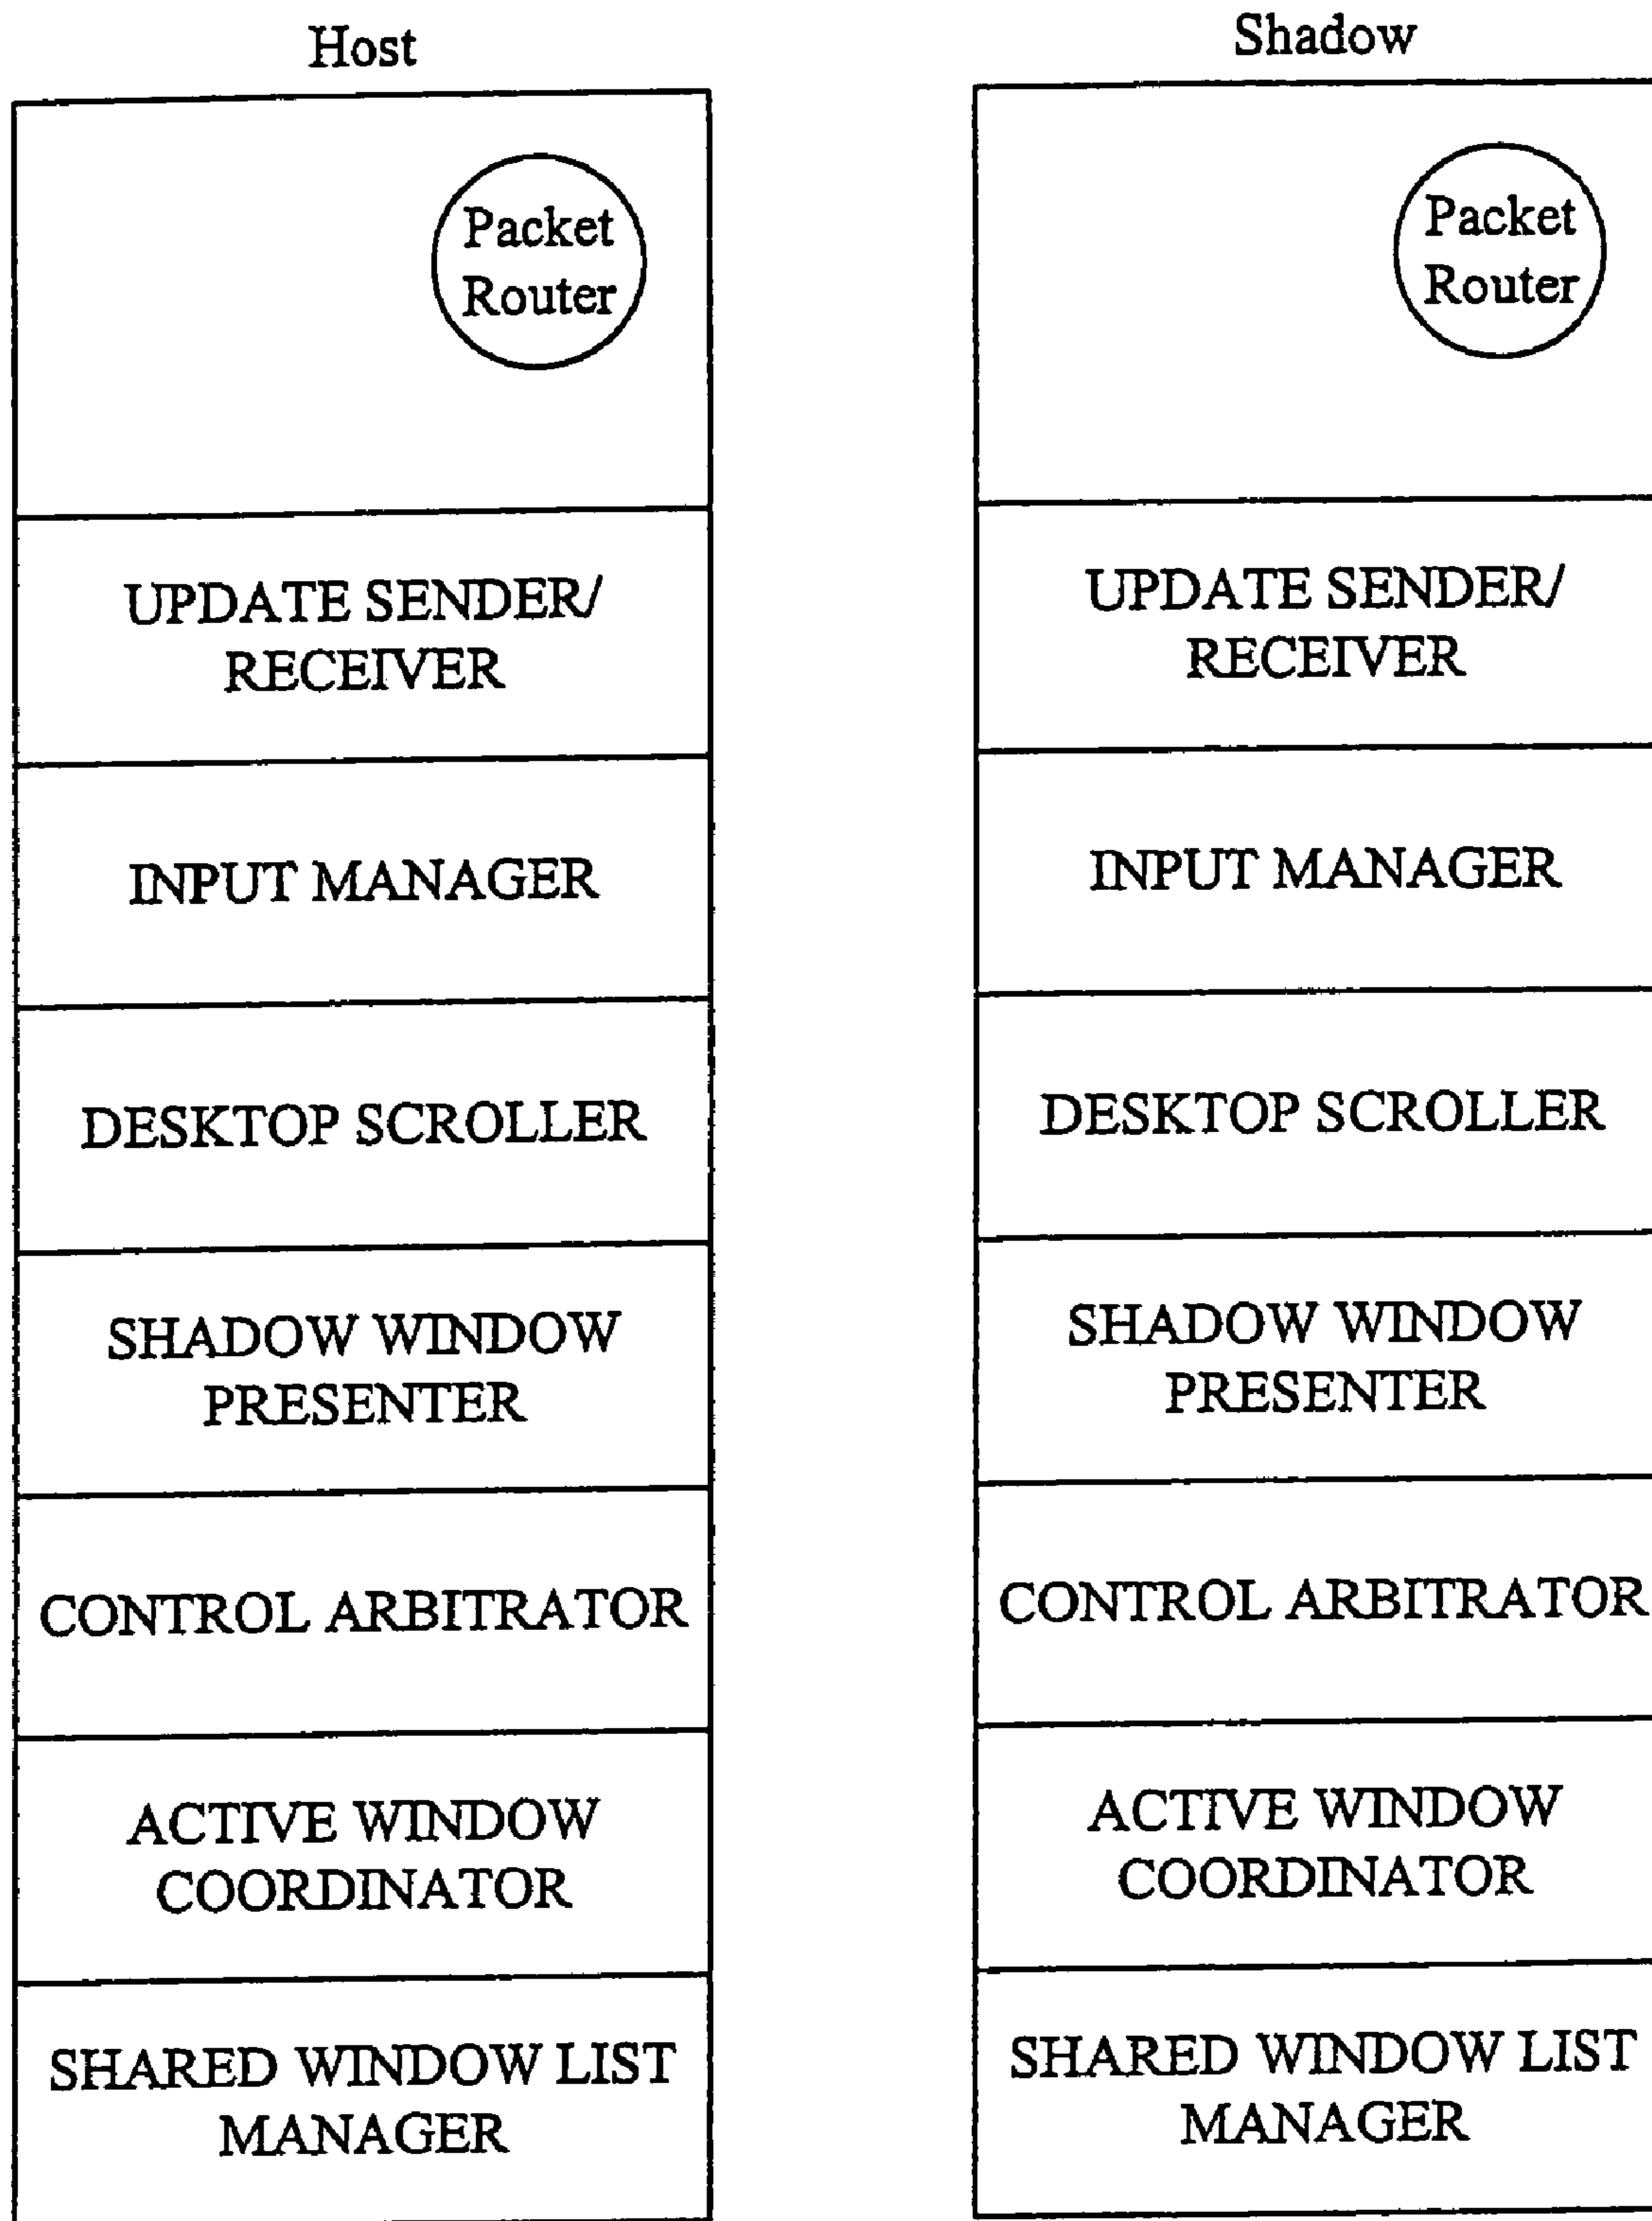 Host
Packet
Router
UPDATE SENDER/
RECEIVER
INPUT MANAGER
DESKTOP SCROLLER
SHADOW WINDOW
PRESENTER
CONTROL ARBITRATOR
ACTIVE WINDOW
COORDINATOR
SHARED WINDOW LIST
MANAGER
Shadow
Packet
Router
UPDATE SENDER/
RECEIVER
INPUT MANAGER
DESKTOP SCROLLER
SHADOW WINDOW
PRESENTER
CONTROL ARBITRATOR
ACTIVE WINDOW
COORDINATOR
SHARED WINDOW LIST
MANAGER